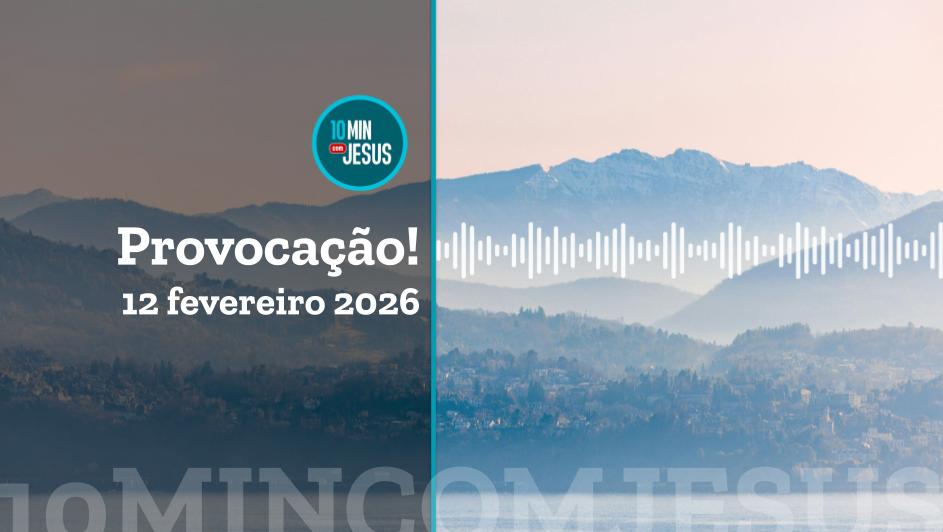 10 MIN
com JESUS
Provocação!
12 fevereiro 2026
10MINCOMJESUS